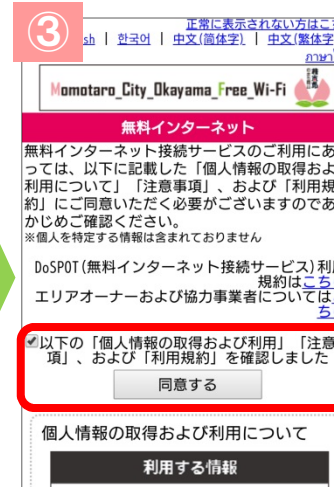 ③
正常に表示されない方はこ
sh | 한국어 | 中文(简体字) | 中文(繁体字
ภาษา
Momotaro_City_Okayama_Free_Wi-Fi
無料インターネット
無料インターネット接続サービスのご利用にあ
っては、以下に記載した「個人情報の取得およ
利用について」「注意事項」、および「利用規
約」にご同意いただく必要がございますのであ
かじめご確認ください。
※個人を特定する情報は含まれておりません
DoSPOT(無料インターネット接続サービス)利
規約はこち
エリアオーナーおよび協力事業者については
ち
以下の「個人情報の取得および利用」「注意
項」、および「利用規約」を確認しました
同意する
個人情報の取得および利用について
利用する情報